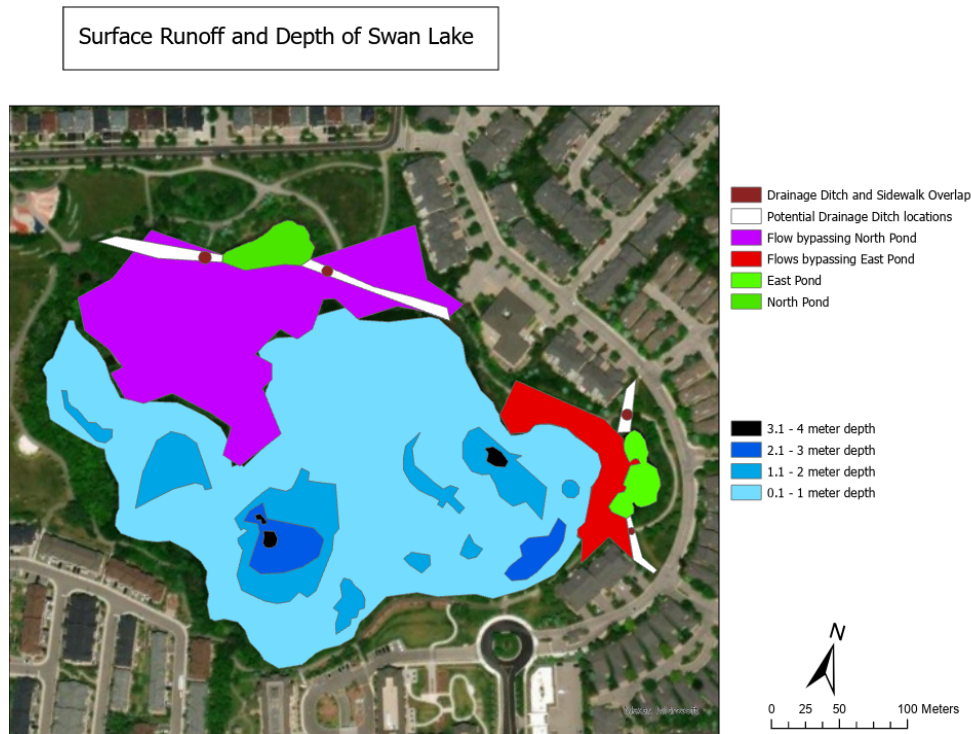 Surface Runoff and Depth of Swan Lake
Drainage Ditch and Sidewalk Overlap
Potential Drainage Ditch locations
Flow bypassing North Pond
Flows bypassing East Pond
East Pond
North Pond
3.1 - 4 meter depth
2.1 - 3 meter depth
1.1 - 2 meter depth
0.1 - 1 meter depth
N
0 25 50 100 Meters